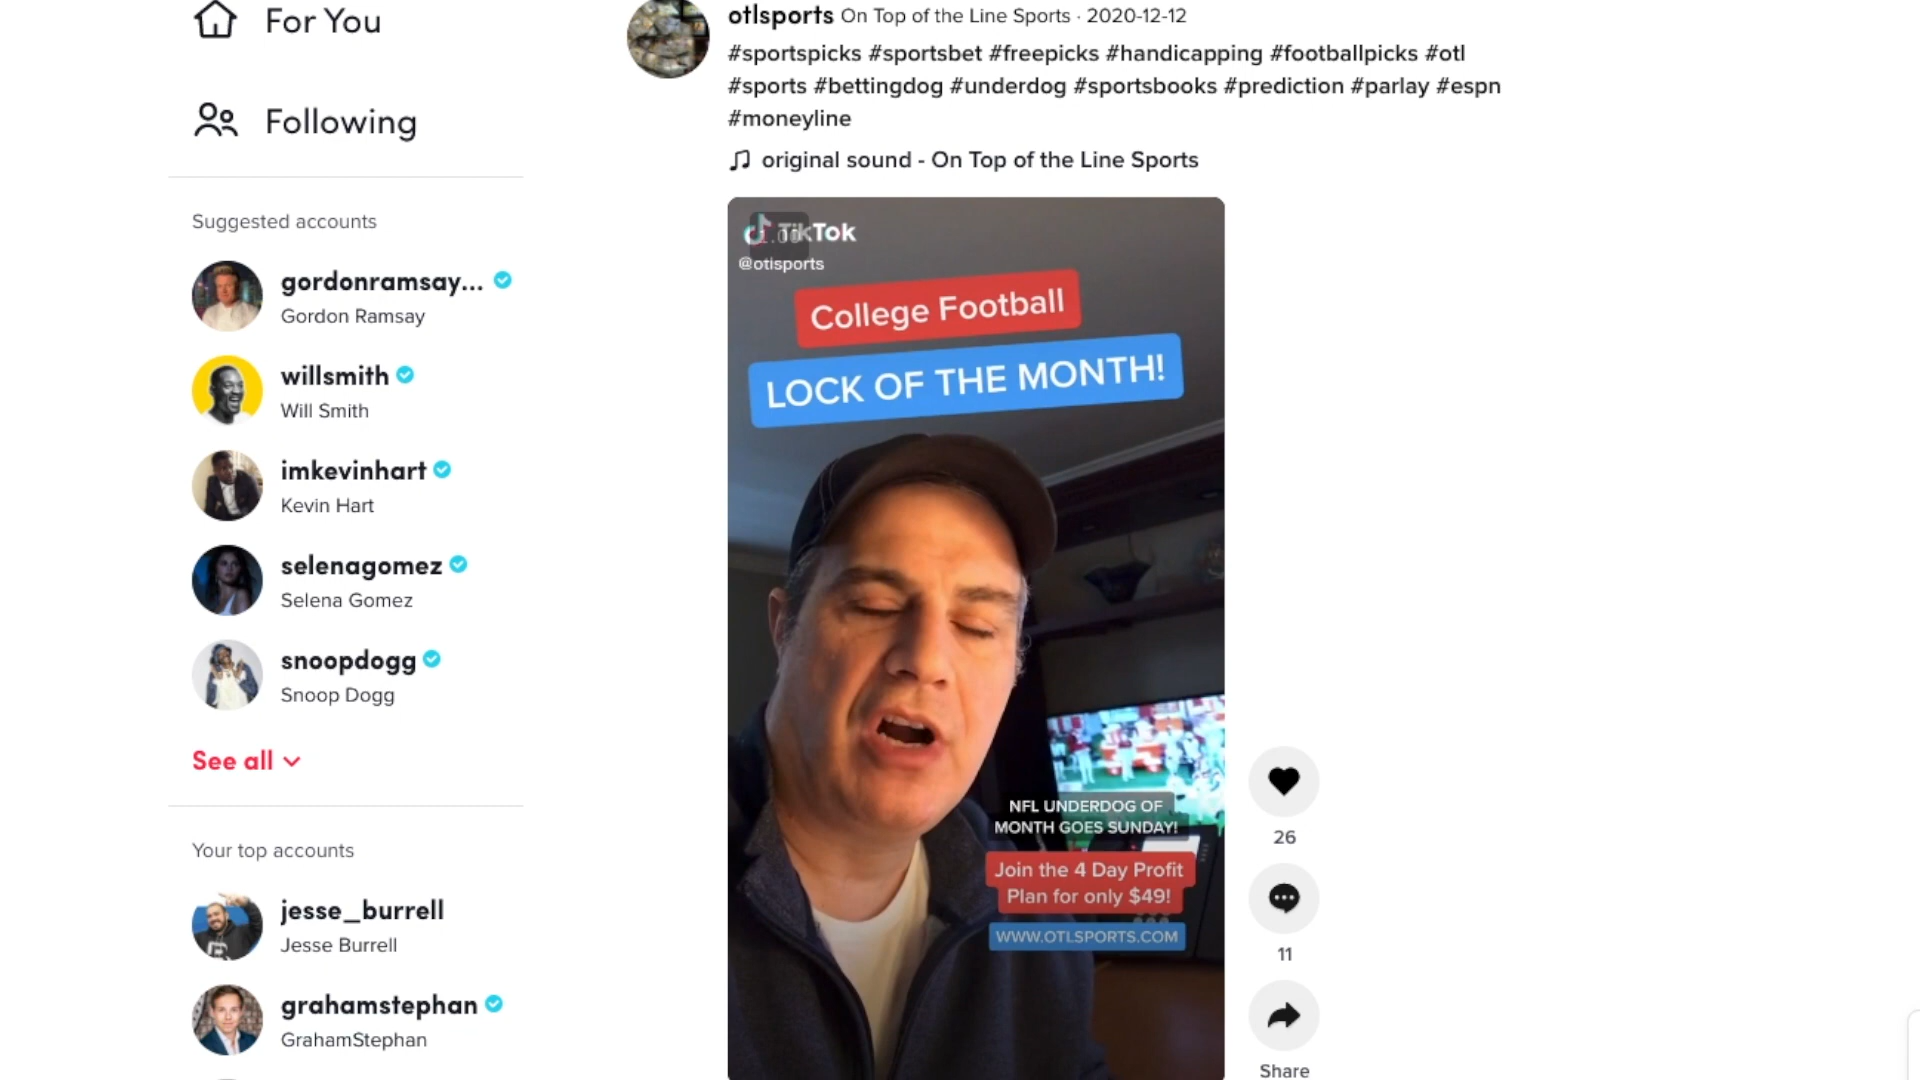 For You
Following
Suggested accounts
gordonramsay...
Gordon Ramsay
willsmith
Will Smith
imkevinhart
Kevin Hart
selenagomez
Selena Gomez
snoopdogg
Snoop Dogg
See all
Your top accounts
jesse_burrell
Jesse Burrell
grahamstephan
GrahamStephan
otlsports On Top of the Line Sports · 2020-12-12
#sportspicks #sportsbet #freepicks #handicapping #footballpicks #otl
#sports #bettingdog #underdog #sportsbooks #prediction #parlay #espn
#moneyline
original sound - On Top of the Line Sports
TikTok
@otlsports
College Football
LOCK OF THE MONTH!
NFL UNDERDOG OF
MONTH GOES SUNDAY!
Join the 4 Day Profit
Plan for only $49!
WWW.OTLSPORTS.COM
26
11
Share